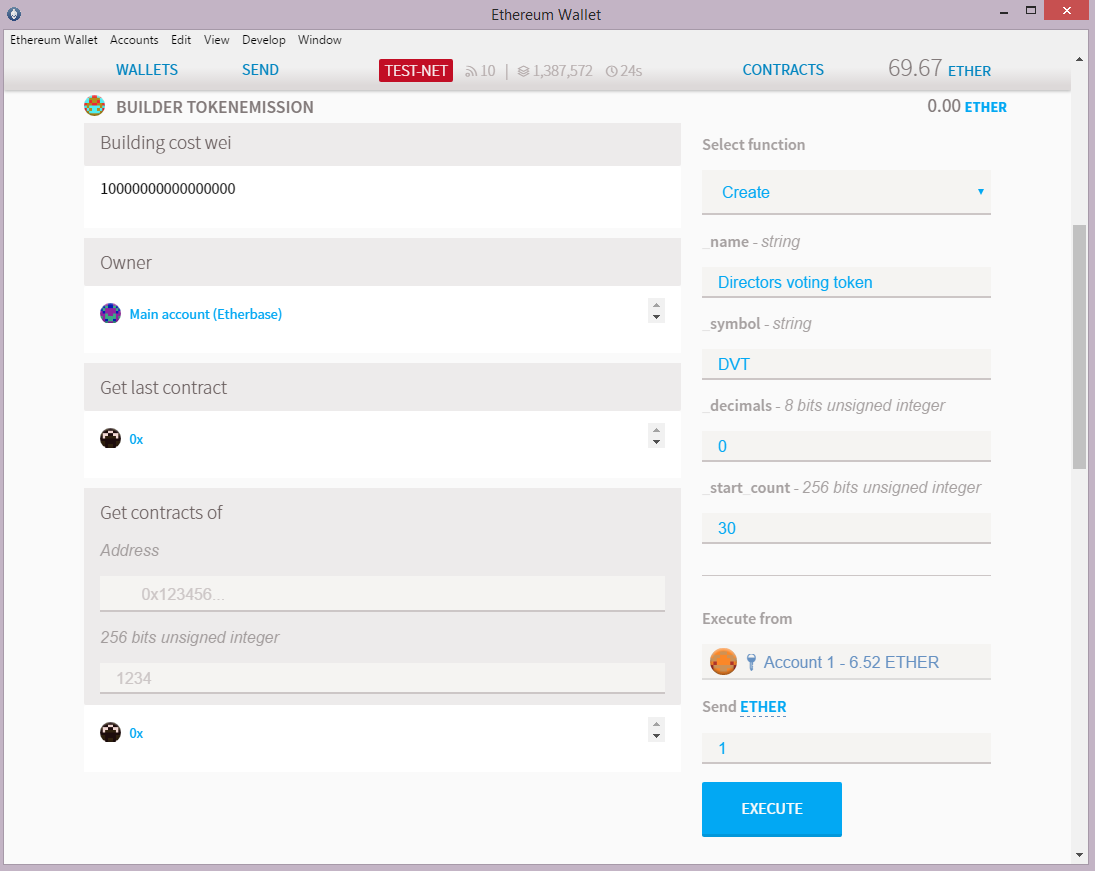 Ethereum Wallet
Ethereum Wallet Accounts Edit View Develop Window
WALLETS SEND TEST-NET 10 | 1,387,572 24s CONTRACTS 69.67 ETHER
BUILDER TOKENEMISSION 0.00 ETHER
Building cost wei
10000000000000000
Owner
Main account (Etherbase)
Get last contract
0x
Get contracts of
Address
0x123456...
256 bits unsigned integer
1234
0x
Select function
Create
_name - string
Directors voting token
_symbol - string
DVT
_decimals - 8 bits unsigned integer
0
_start_count - 256 bits unsigned integer
30
Execute from
Account 1 - 6.52 ETHER
Send ETHER
1
EXECUTE